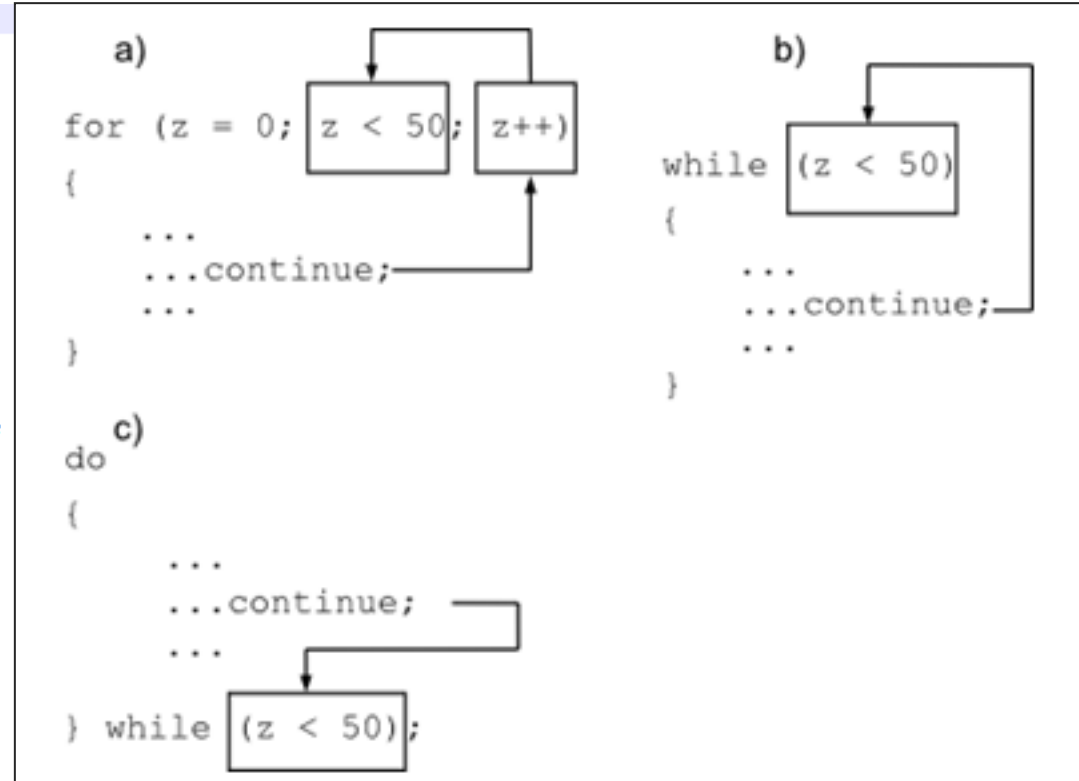 a)
for (z = 0; z < 50; z++)
{
...
...continue;
...
}
b)
while (z < 50)
{
...
...continue;
...
}
c)
do
{
...
...continue;
...
} while (z < 50);